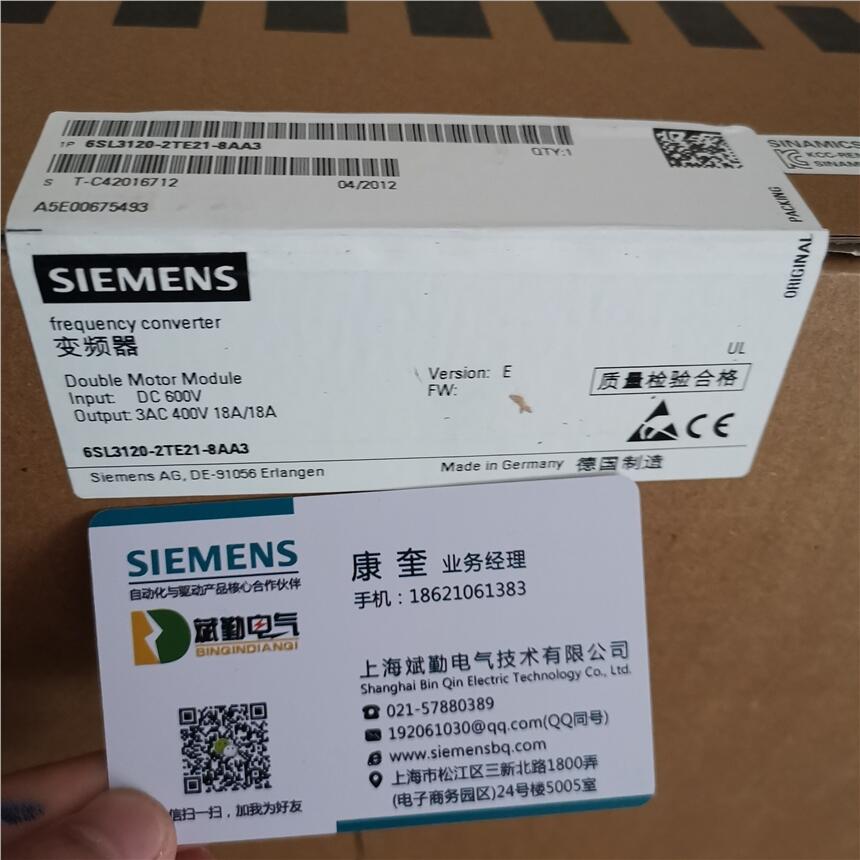 1P 6SL3120-2TE21-8AA3
QTY:1
S T-C42016712
04/2012
A5E00675493
SINAMICS
KCC-REM
SINAM
ORIGINAL PACKING
SIEMENS
frequency converter
变频器
Double Motor Module
Input: DC 600V
Output: 3AC 400V 18A/18A
6SL3120-2TE21-8AA3
Siemens AG, DE-91056 Erlangen
Version: E
FW:
UL
质量检验合格
CE
Made in Germany 德国制造
SIEMENS
自动化与驱动产品核心合作伙伴
斌勤电气
BINQINDIANQI
信扫一扫，加我为好友
康奎 业务经理
手机：18621061383
上海斌勤电气技术有限公司
Shanghai Bin Qin Electric Technology Co., Ltd.
021-57880389
192061030@qq.com(QQ同号)
www.siemensbq.com
上海市松江区三新北路1800弄
(电子商务园区)24号楼5005室